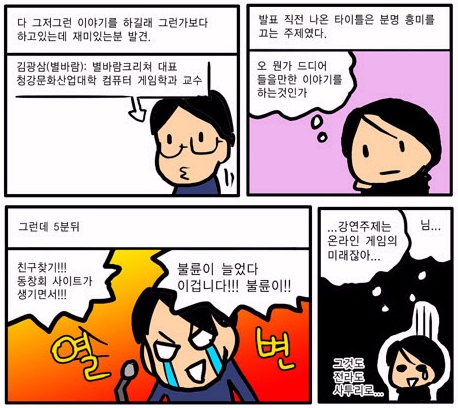 다 그저그런 이야기를 하길래 그런가보다
하고있는데 재미있는분 발견.
김광삼(별바람): 별바람크리쳐 대표
청강문화산업대학 컴퓨터 게임학과 교수
발표 직전 나온 타이틀은 분명 흥미를
끄는 주제였다.
오 뭔가 드디어
들을만한 이야기를
하는것인가
그런데 5분뒤
친구찾기!!!
동창회 사이트가
생기면서!!!
불륜이 늘었다
이겁니다!!! 불륜이!!
열 변
...강연주제는
온라인 게임의
미래잖아...
님...
그것도
전라도
사투리로...